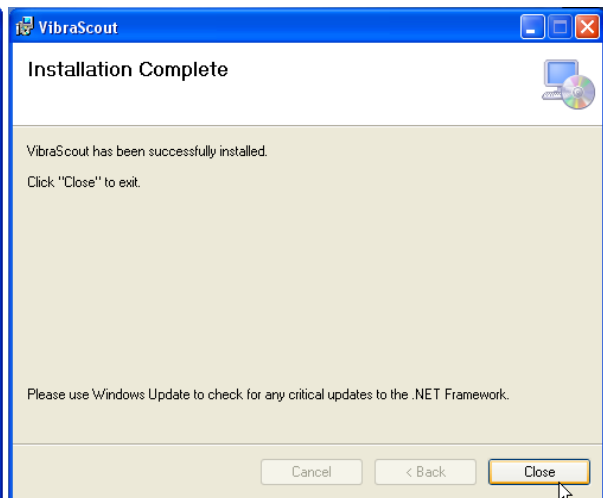 VibraScout
Installation Complete
VibraScout has been successfully installed.
Click "Close" to exit.
Please use Windows Update to check for any critical updates to the .NET Framework.
Cancel
< Back
Close